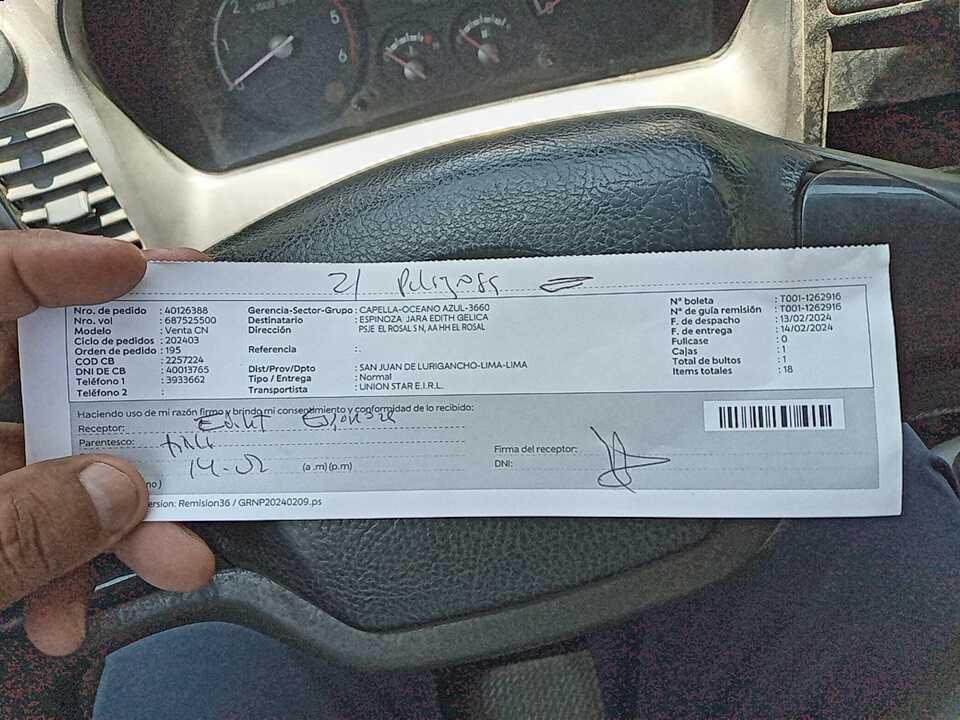 2 5 6
21 Peligross
Nro. de pedido : 40126388
Nro. vol : 687525500
Modelo : Venta CN
Ciclo de pedidos : 202403
Orden de pedido : 195
COD CB : 2257224
DNI DE CB : 40013765
Teléfono 1 : 3933662
Teléfono 2 :
Gerencia-Sector-Grupo : CAPELLA-OCEANO AZUL-3660
Destinatario : ESPINOZA JARA EDITH GELICA
Dirección : PSJE EL ROSAL S N, AA HH EL ROSAL
Referencia : .
Dist/Prov/Dpto : SAN JUAN DE LURIGANCHO-LIMA-LIMA
Tipo / Entrega : Normal
Transportista : UNION STAR E.I.R.L.
N° boleta : T001-1262916
N° de guía remisión : T001-1262916
F. de despacho : 13/02/2024
F. de entrega : 14/02/2024
Fullcase : 0
Cajas : 1
Total de bultos : 1
Items totales : 18
Haciendo uso de mi razón firmo y brindo mi consentimiento y conformidad de lo recibido:
Receptor: Edith
Parentesco:
14-02 (a .m) (p.m)
no )
Firma del receptor:
DNI:
ersion: Remision36 / GRNP20240209.ps